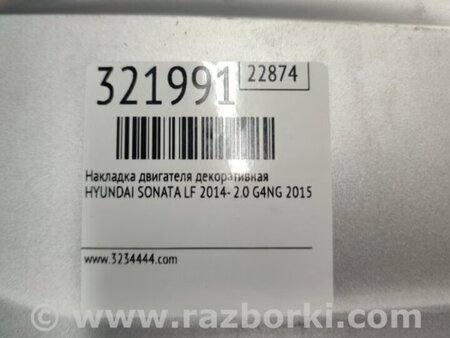 321991
22874
Накладка двигателя декоративная
HYUNDAI SONATA LF 2014- 2.0 G4NG 2015
www.3234444.com
© www.razborki.com